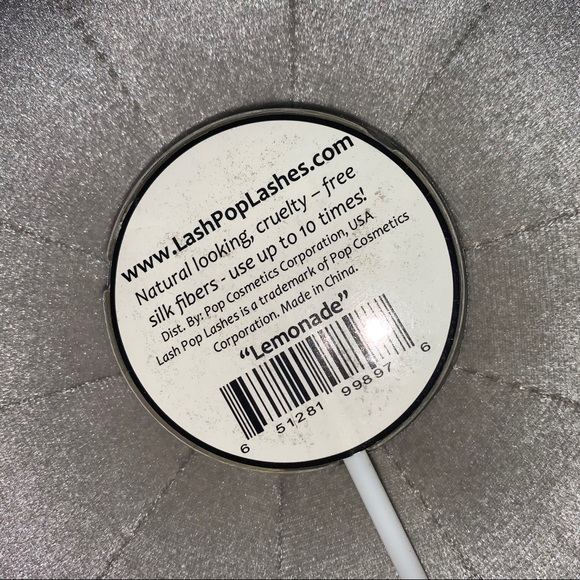 www.LashPopLashes.com
Natural looking, cruelty – free
silk fibers - use up to 10 times!
Dist. By: Pop Cosmetics Corporation, USA
Lash Pop Lashes is a trademark of Pop Cosmetics
Corporation. Made in China.
“Lemonade”
6 51281 99897 6